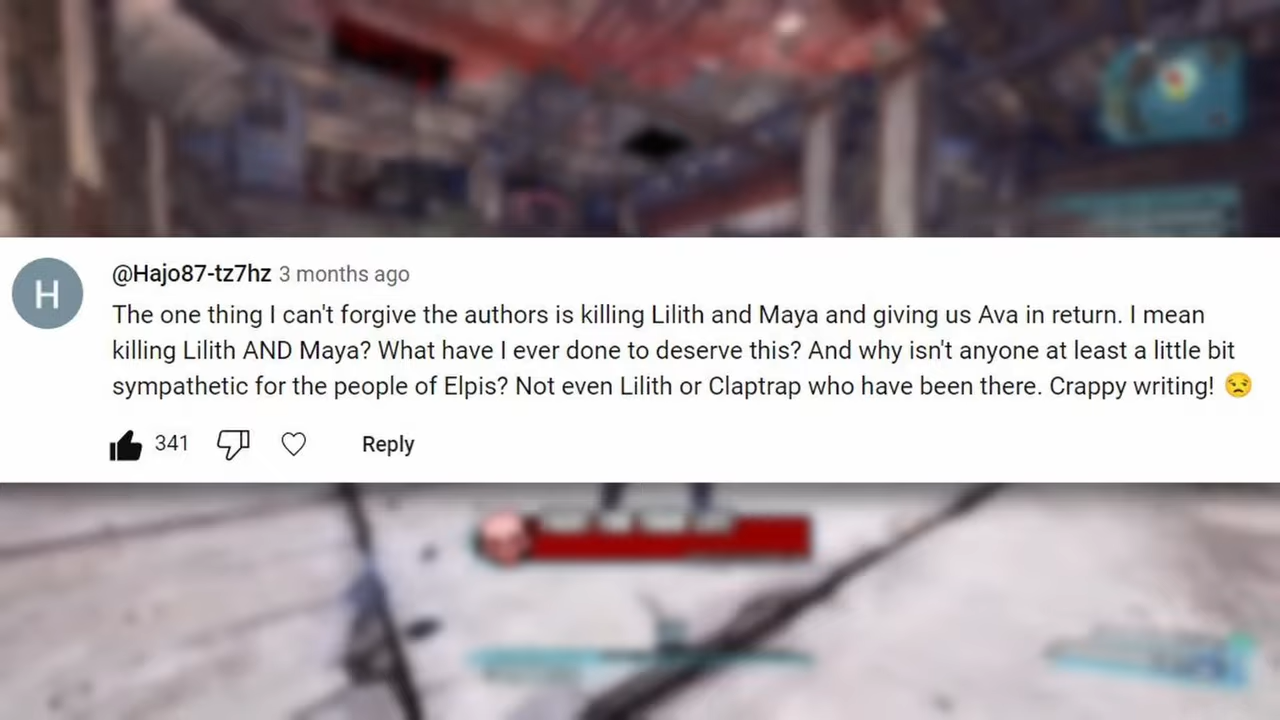 @Hajo87-tz7hz 3 months ago
The one thing I can't forgive the authors is killing Lilith and Maya and giving us Ava in return. I mean
killing Lilith AND Maya? What have I ever done to deserve this? And why isn't anyone at least a little bit
sympathetic for the people of Elpis? Not even Lilith or Claptrap who have been there. Crappy writing! 😒
H
341 Reply